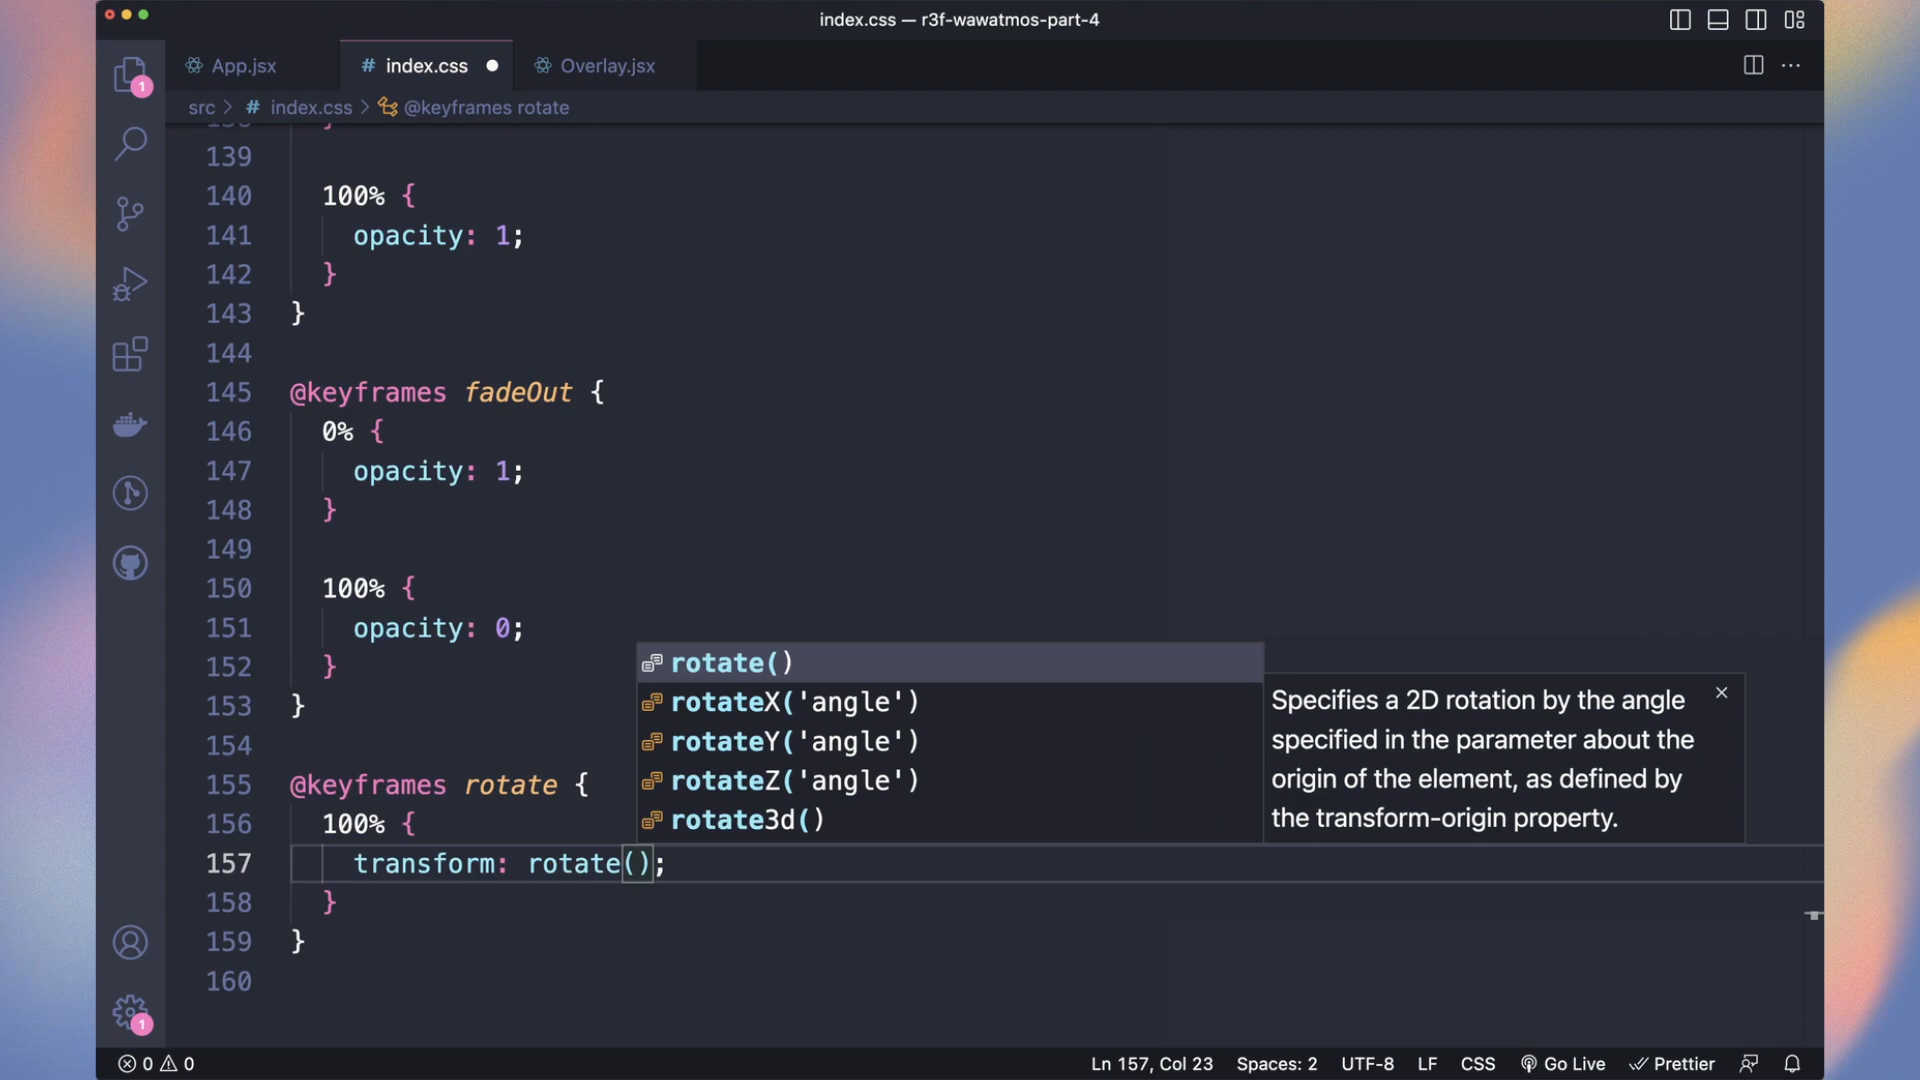 index.css — r3f-wawatmos-part-4
App.jsx
# index.css
Overlay.jsx
src > # index.css > @keyframes rotate
1
139
140 100% {
141 opacity: 1;
142 }
143 }
144
145 @keyframes fadeOut {
146 0% {
147 opacity: 1;
148 }
149
150 100% {
151 opacity: 0;
152 }
153 }
154
155 @keyframes rotate {
156 100% {
157 transform: rotate();
158 }
159 }
160
rotate()
rotateX('angle')
rotateY('angle')
rotateZ('angle')
rotate3d()
Specifies a 2D rotation by the angle
specified in the parameter about the
origin of the element, as defined by
the transform-origin property.
1
0 0 Ln 157, Col 23 Spaces: 2 UTF-8 LF CSS Go Live Prettier